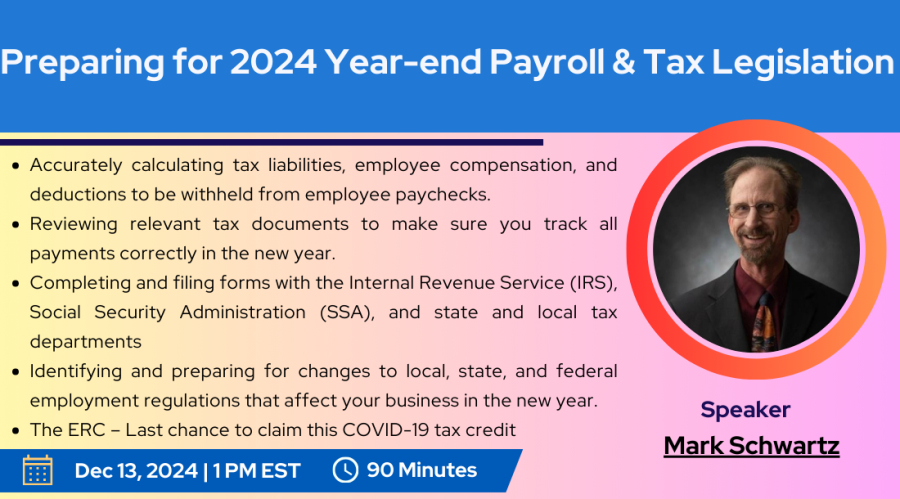 Preparing for 2024 Year-end Payroll & Tax Legislation
• Accurately calculating tax liabilities, employee compensation, and
deductions to be withheld from employee paychecks.
• Reviewing relevant tax documents to make sure you track all
payments correctly in the new year.
• Completing and filing forms with the Internal Revenue Service (IRS),
Social Security Administration (SSA), and state and local tax
departments
• Identifying and preparing for changes to local, state, and federal
employment regulations that affect your business in the new year.
• The ERC – Last chance to claim this COVID-19 tax credit
Speaker
Mark Schwartz
Dec 13, 2024 | 1 PM EST
90 Minutes